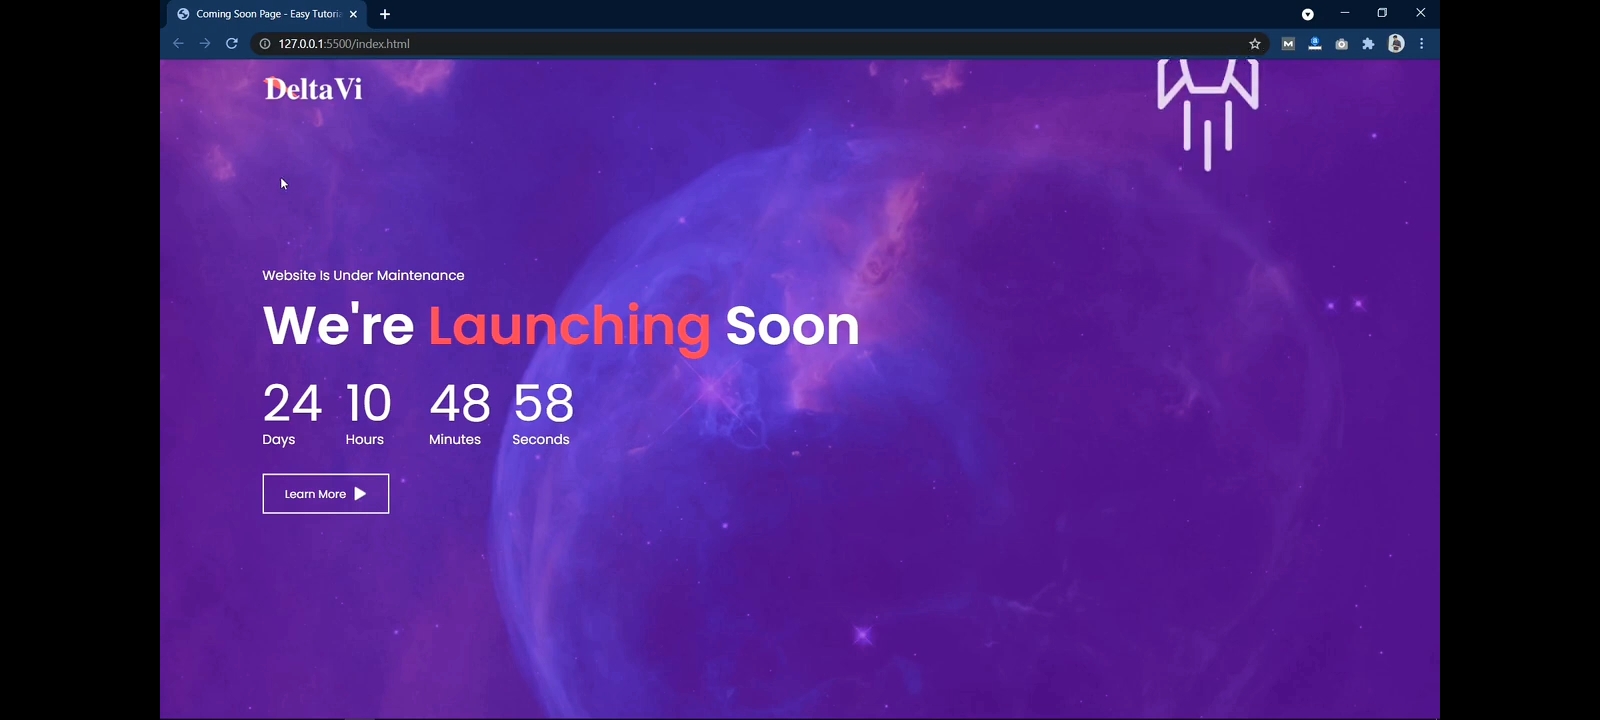 Coming Soon Page - Easy Tutoria
127.0.0.1:5500/index.html
DeltaVi
Website Is Under Maintenance
We're Launching Soon
24 10 48 58
Days Hours Minutes Seconds
Learn More